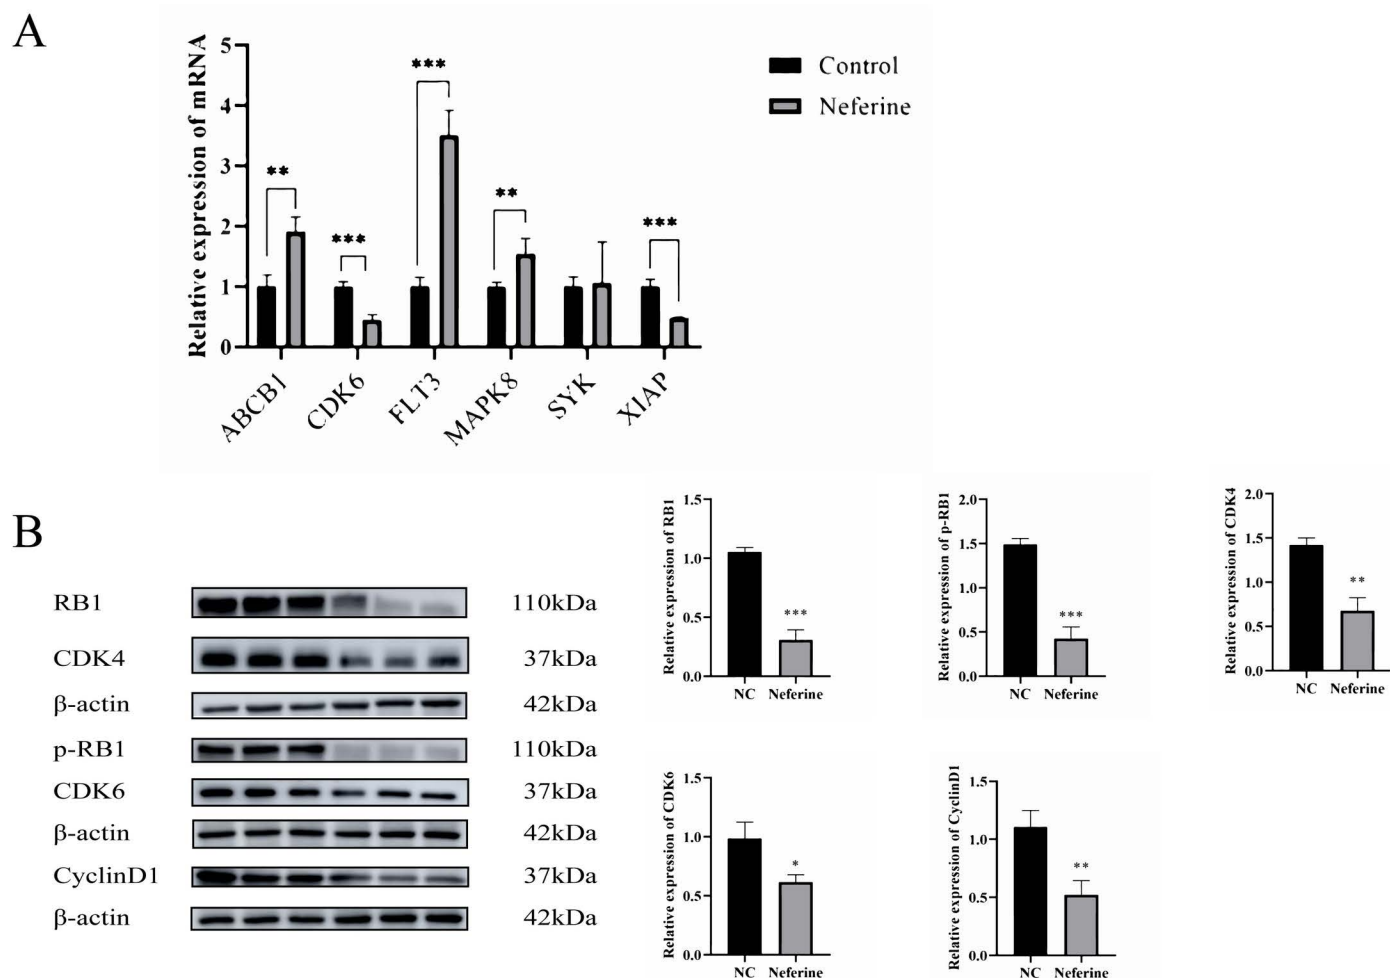 A
Relative expression of mRNA
5
4
3
2
1
0
**
***
***
**
***
ABCB1
CDK6
FLT3
MAPK8
SYK
XIAP
Control
Neferine
B
RB1
110kDa
CDK4
37kDa
β-actin
42kDa
p-RB1
110kDa
CDK6
37kDa
β-actin
42kDa
CyclinD1
37kDa
β-actin
42kDa
Relative expression of RB1
1.5
1.0
0.5
0.0
***
NC Neferine
Relative expression of p-RB1
2.0
1.5
1.0
0.5
0.0
***
NC Neferine
Relative expression of CDK4
2.0
1.5
1.0
0.5
0.0
**
NC Neferine
Relative expression of CDK6
1.5
1.0
0.5
0.0
*
NC Neferine
Relative expression of CyclinD1
1.5
1.0
0.5
0.0
**
NC Neferine